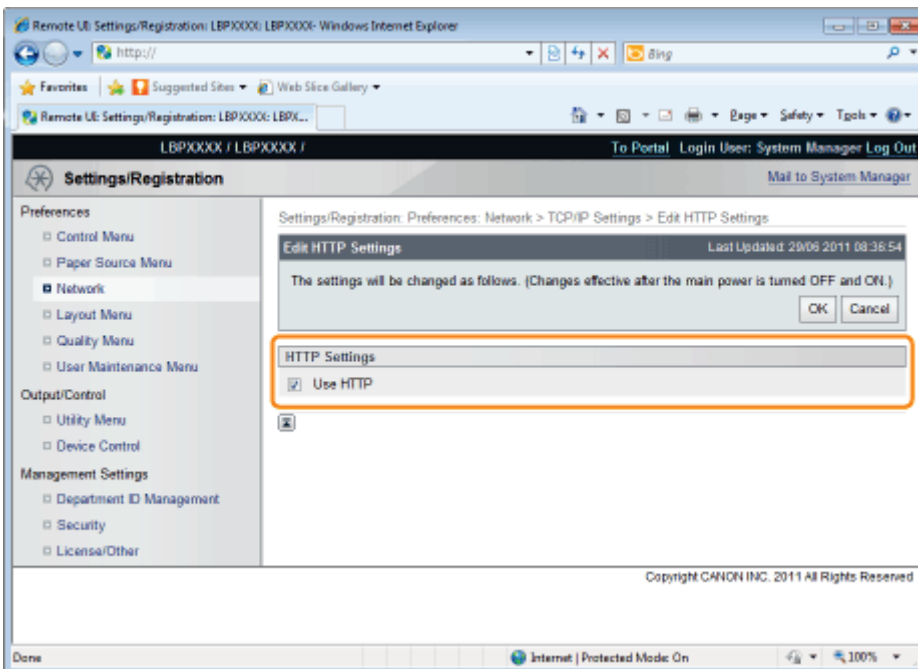 Remote UI: Settings/Registration: LBPXXXX: LBPXXXX- Windows Internet Explorer
http://
Bing
Favorites Suggested Sites Web Slice Gallery
Remote UI: Settings/Registration: LBPXXXX: LBPX...
Page Safety Tools
LBPXXXX / LBPXXXX / To Portal Login User: System Manager Log Out
Settings/Registration Mail to System Manager
Preferences
Control Menu
Paper Source Menu
Network
Layout Menu
Quality Menu
User Maintenance Menu
Output/Control
Utility Menu
Device Control
Management Settings
Department ID Management
Security
License/Other
Settings/Registration: Preferences: Network > TCP/IP Settings > Edit HTTP Settings
Edit HTTP Settings Last Updated: 29/06 2011 08:36:54
The settings will be changed as follows. (Changes effective after the main power is turned OFF and ON.)
OK Cancel
HTTP Settings
Use HTTP
Copyright CANON INC. 2011 All Rights Reserved
Done Internet | Protected Mode: On 100%